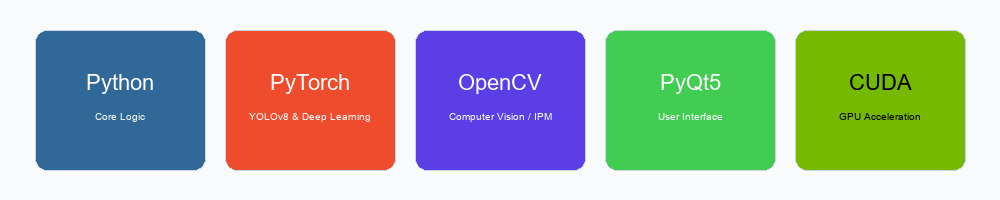 Python
Core Logic
PyTorch
YOLOv8 & Deep Learning
OpenCV
Computer Vision / IPM
PyQt5
User Interface
CUDA
GPU Acceleration